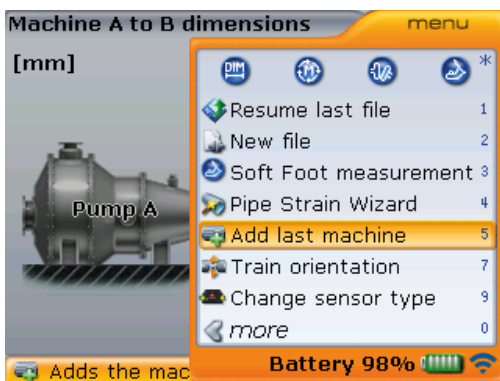 Machine A to B dimensions
menu
[mm]
DIM
M
*
Resume last file 1
New file 2
Soft Foot measurement 3
Pump A
Pipe Strain Wizard 4
Add last machine 5
Train orientation 7
Change sensor type 9
more 0
Adds the mac
Battery 98%